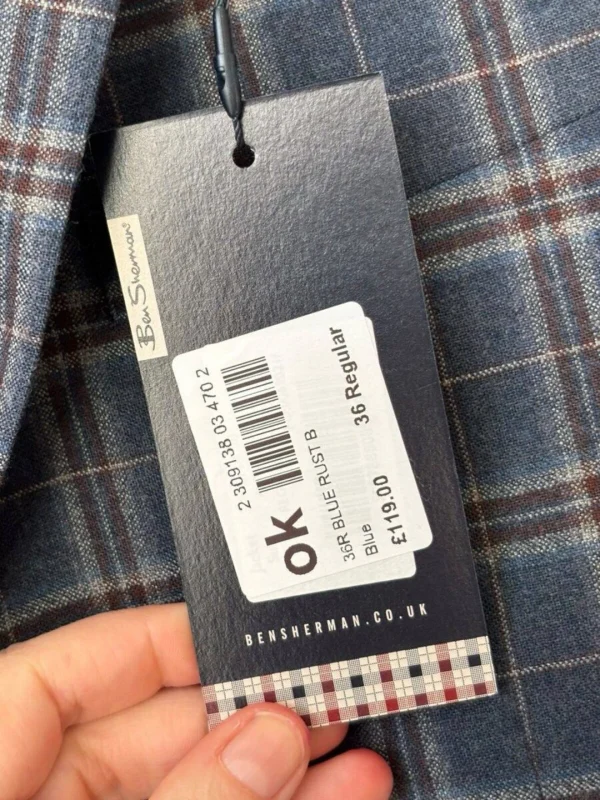 Ben Sherman
2 309138 03 470 2
ok
36R BLUE RUST B
36 Regular
Blue
£119.00
BENSHERMAN.CO.UK